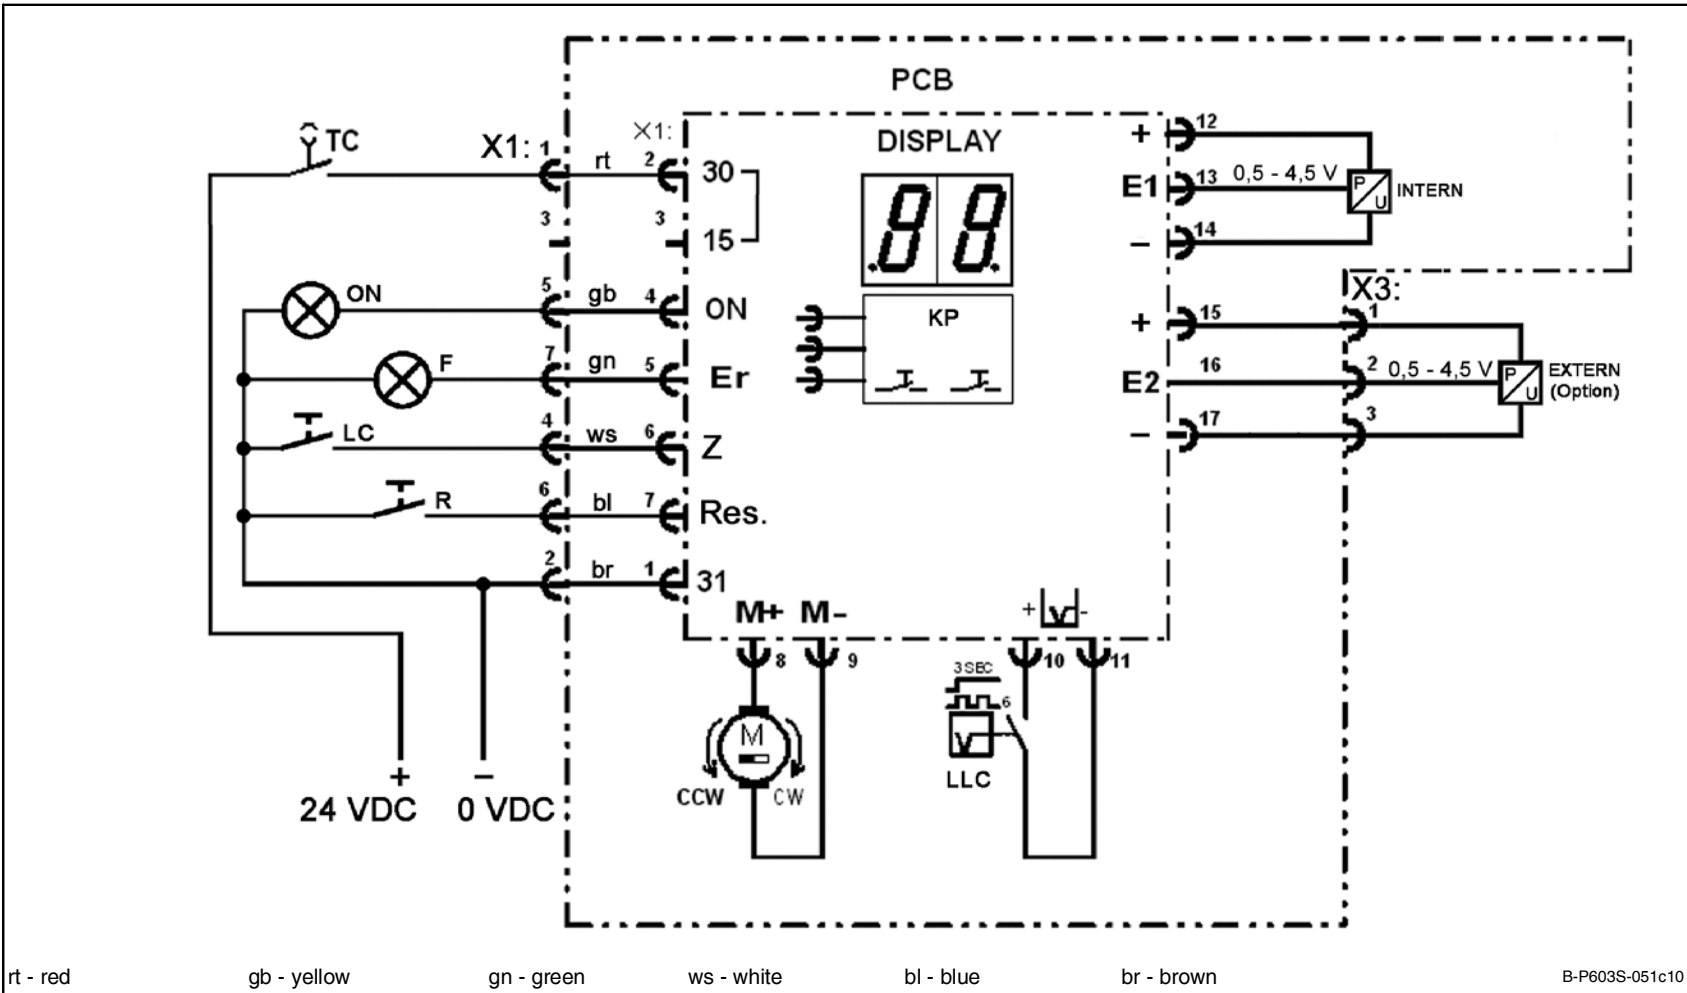 PCB
DISPLAY
TC
X1:
1
rt
X1:
2
30
3
3
15
ON
5
gb
4
ON
F
7
gn
5
Er
LC
4
ws
6
Z
R
6
bl
7
Res.
2
br
1
31
KP
+
12
E1
13
0,5 - 4,5 V
P
U
INTERN
–
14
X3:
+
15
1
E2
16
2
0,5 - 4,5 V
P
U
EXTERN
(Option)
–
17
3
M+ M-
8
9
M
CCW
CW
+
-
10
11
3 SEC
6
LLC
+
–
24 VDC
0 VDC
rt - red
gb - yellow
gn - green
ws - white
bl - blue
br - brown
B-P603S-051c10